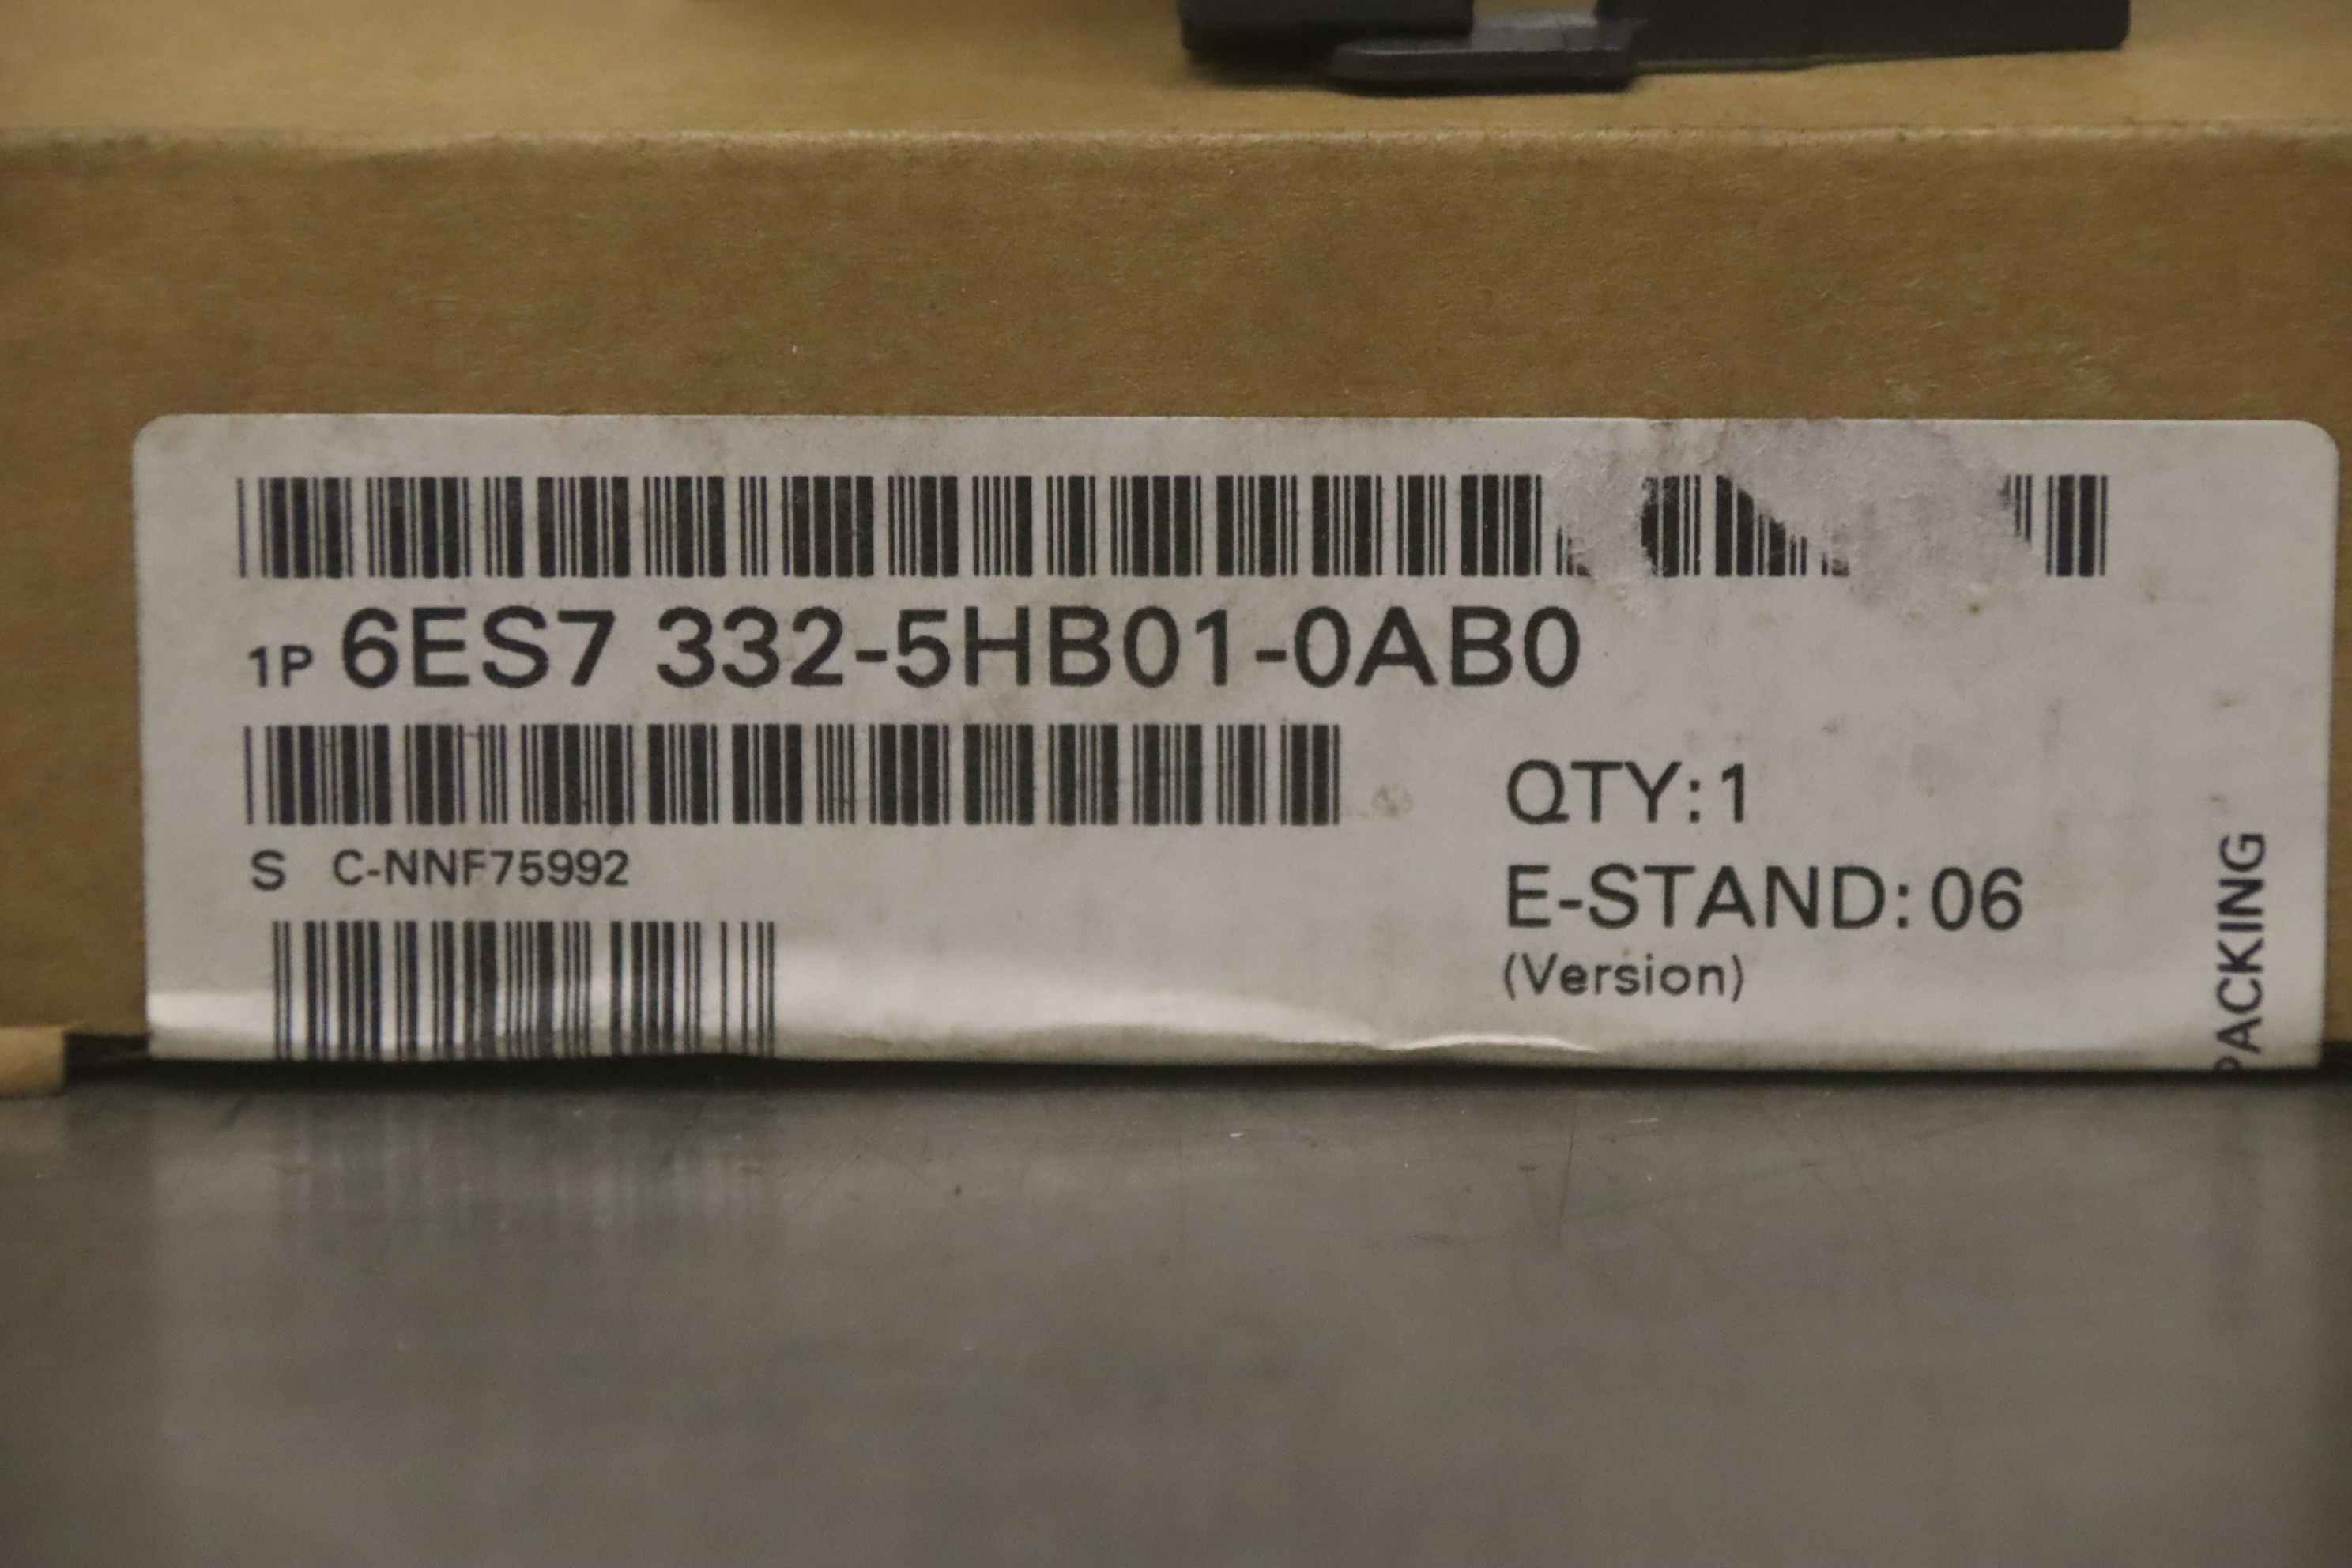 1P 6ES7 332-5HB01-0AB0
S C-NNF75992
QTY:1
E-STAND:06
(Version)
PACKING